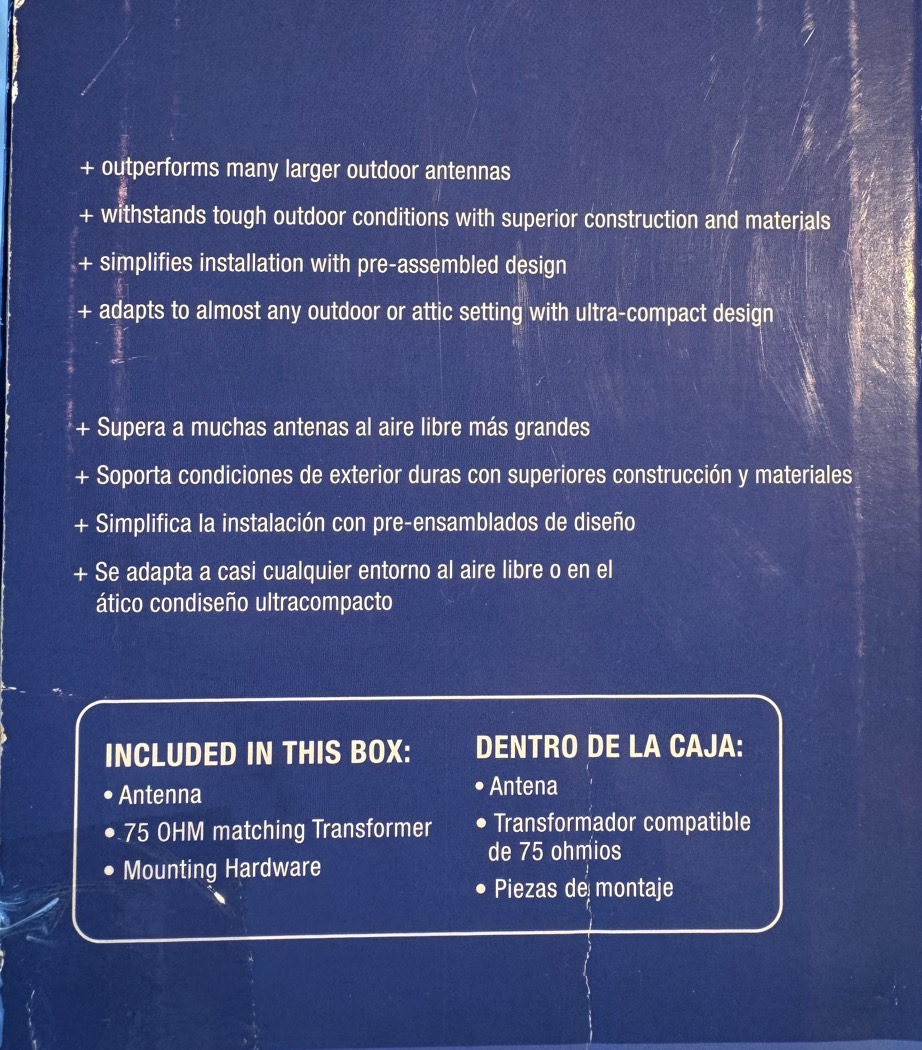 + outperforms many larger outdoor antennas
+ withstands tough outdoor conditions with superior construction and materials
+ simplifies installation with pre-assembled design
+ adapts to almost any outdoor or attic setting with ultra-compact design
+ Supera a muchas antenas al aire libre más grandes
+ Soporta condiciones de exterior duras con superiores construcción y materiales
+ Simplifica la instalación con pre-ensamblados de diseño
+ Se adapta a casi cualquier entorno al aire libre o en el
ático condiseño ultracompacto
INCLUDED IN THIS BOX:
• Antenna
• 75 OHM matching Transformer
• Mounting Hardware
DENTRO DE LA CAJA:
• Antena
• Transformador compatible
de 75 ohmios
• Piezas de montaje